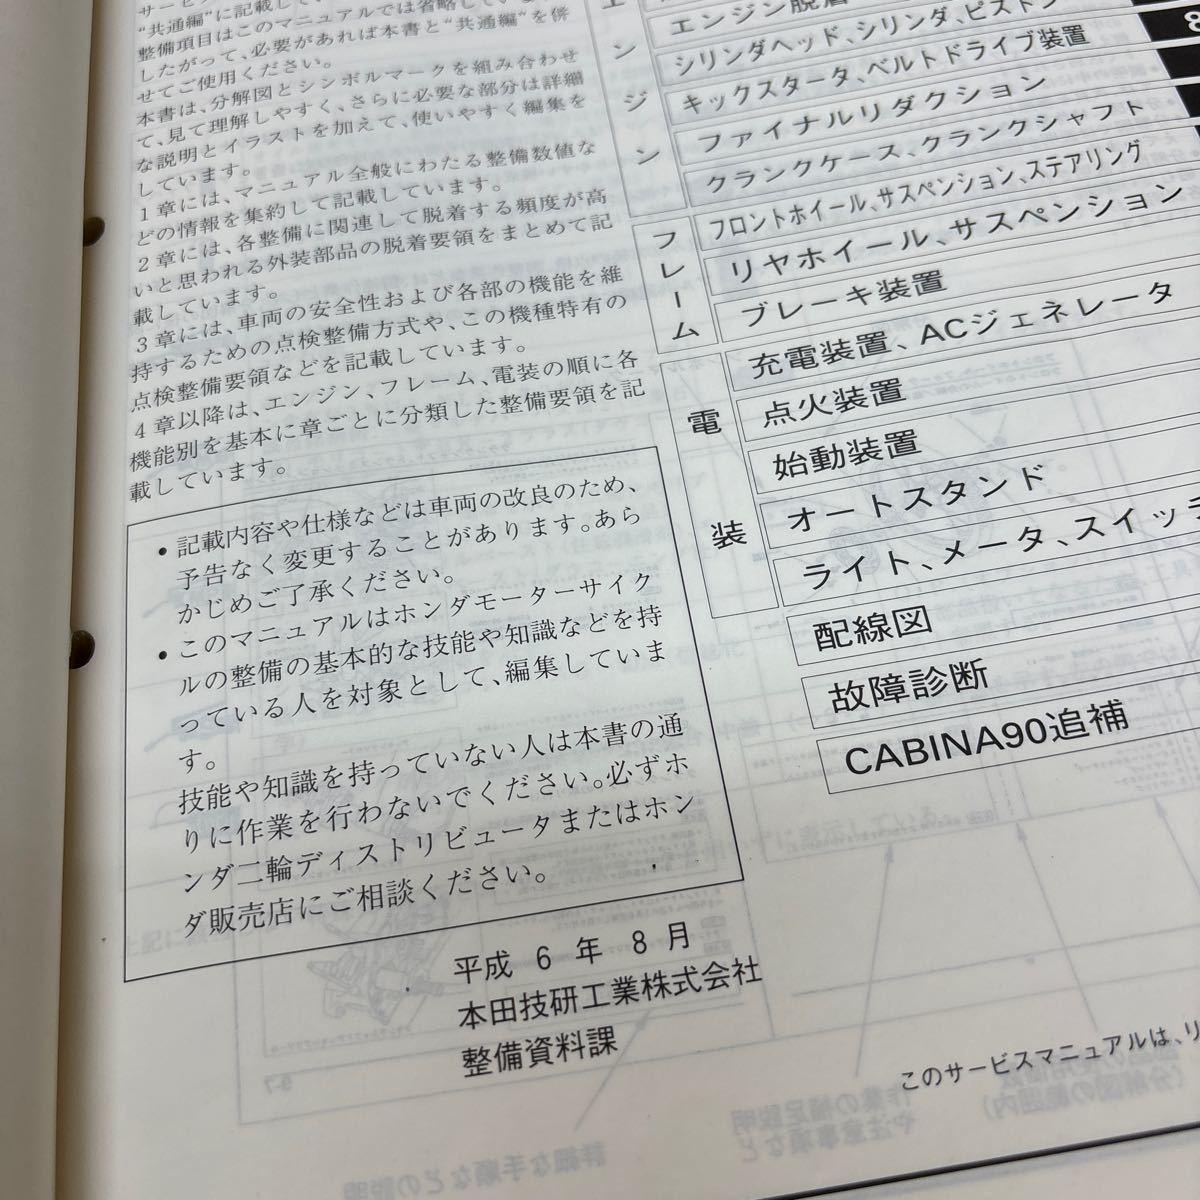 “共通編”に記載し
整備項目はこのマニュアルでは省略してい
したがって、必要があれば本書と“共通編”を併
せてご使用ください。
本書は、分解図とシンボルマークを組み合わせ
て、見て理解しやすく、さらに必要な部分は詳細
な説明とイラストを加えて、使いやすく編集を
しています。
1章には、マニュアル全般にわたる整備数値な
どの情報を集約して記載しています。
2章には、各整備に関連して脱着する頻度が高
いと思われる外装部品の脱着要領をまとめて記
載しています。
3章には、車両の安全性および各部の機能を維
持するための点検整備方式や、この機種特有の
点検整備要領などを記載しています。
4章以降は、エンジン、フレーム、電装の順に各
機能別を基本に章ごとに分類した整備要領を記
載しています。
• 記載内容や仕様などは車両の改良のため、
予告なく変更することがあります。あら
かじめご了承ください。
• このマニュアルはホンダモーターサイク
ルの整備の基本的な技能や知識などを持
っている人を対象として、編集していま
す。
技能や知識を持っていない人は本書の通
りに作業を行わないでください。必ずホ
ンダ二輪ディストリビュータまたはホン
ダ販売店にご相談ください。
平成 6 年 8 月
本田技研工業株式会社
整備資料課
エンジン
エンジン脱着
シリンダヘッド、シリンダ、ピストン
キックスタータ、ベルトドライブ装置
ファイナルリダクション
クランクケース、クランクシャフト
フレーム
フロントホイール、サスペンション、ステアリング
リヤホイール、サスペンション
ブレーキ装置
電装
充電装置、ACジェネレータ
点火装置
始動装置
オートスタンド
ライト、メータ、スイッチ
配線図
故障診断
CABINA90追補
8
このサービスマニュアルは、リ